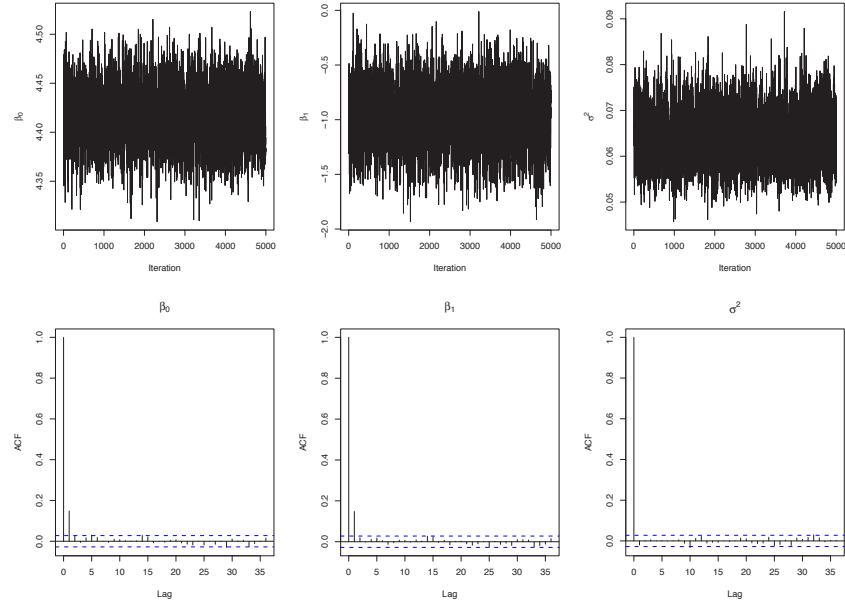 β₀
4.35 4.40 4.45 4.50
0 1000 2000 3000 4000 5000
Iteration
β₁
−2.0 −1.5 −1.0 −0.5 0.0
0 1000 2000 3000 4000 5000
Iteration
σ²
0.05 0.06 0.07 0.08 0.09
0 1000 2000 3000 4000 5000
Iteration
β₀
ACF
0.0 0.2 0.4 0.6 0.8 1.0
0 5 10 15 20 25 30 35
Lag
β₁
ACF
0.0 0.2 0.4 0.6 0.8 1.0
0 5 10 15 20 25 30 35
Lag
σ²
ACF
0.0 0.2 0.4 0.6 0.8 1.0
0 5 10 15 20 25 30 35
Lag